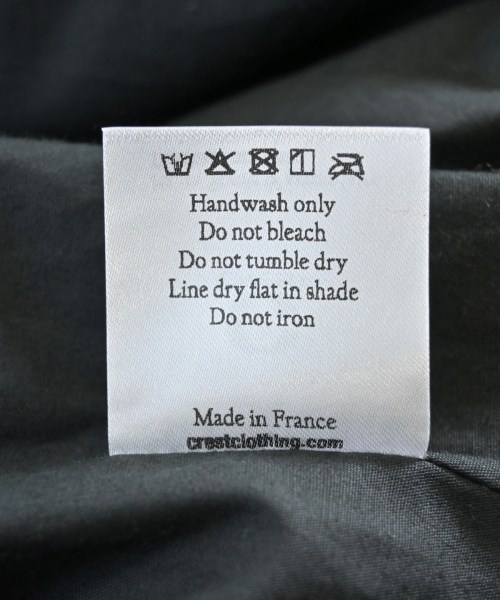 Handwash only
Do not bleach
Do not tumble dry
Line dry flat in shade
Do not iron
Made in France
crestclothing.com